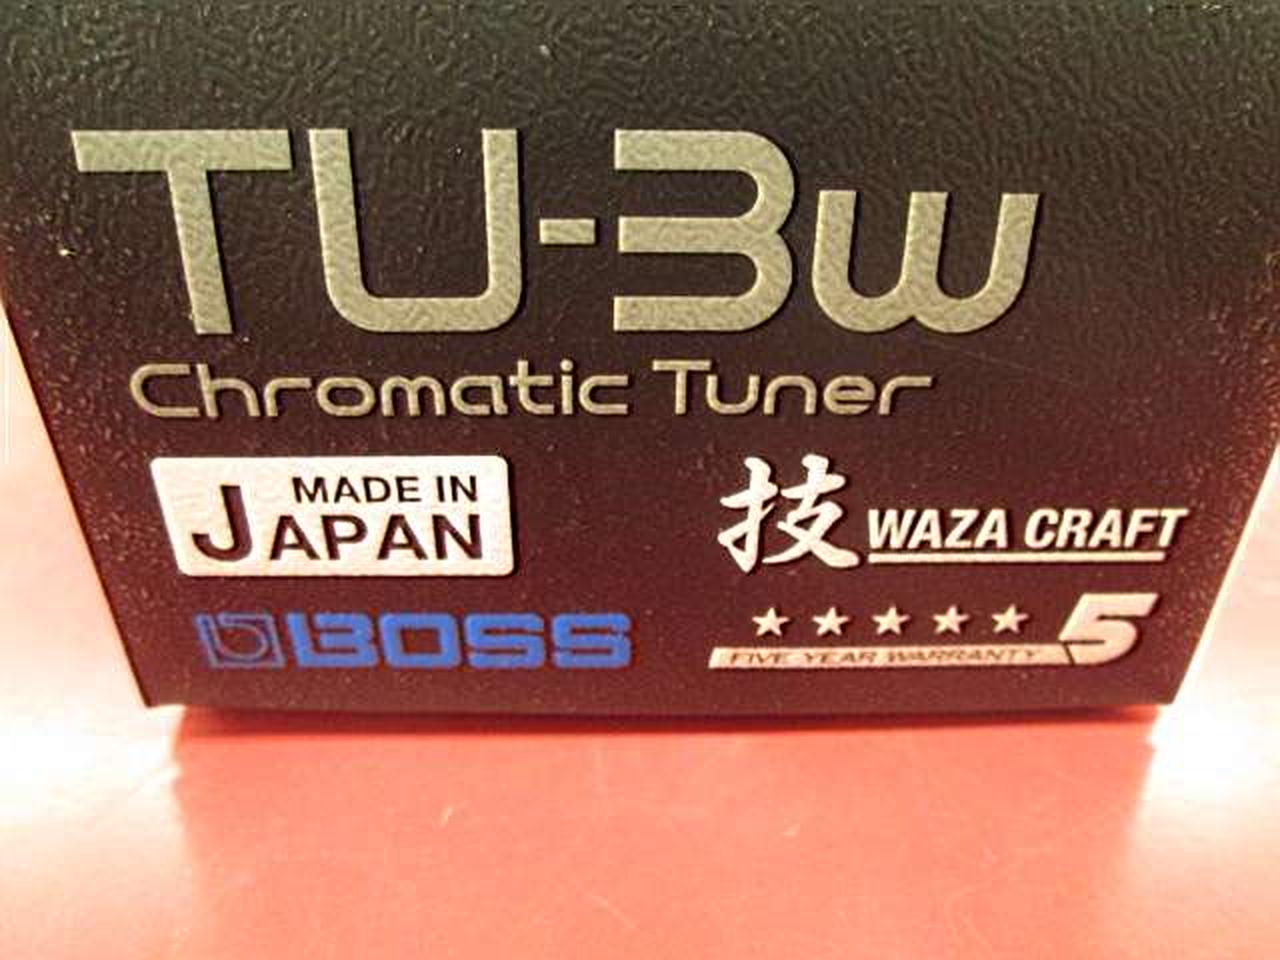 TU-3w
Chromatic Tuner
MADE IN
JAPAN
技 WAZA CRAFT
BOSS
5
FIVE YEAR WARRANTY